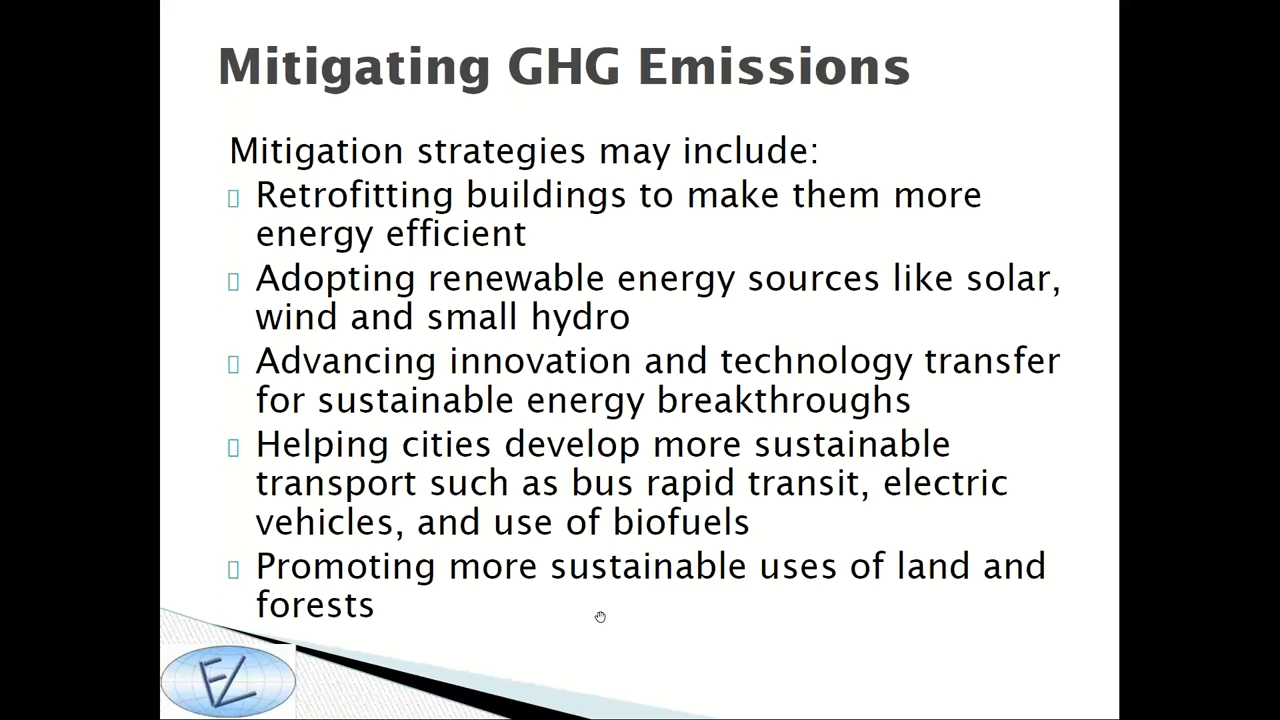 Mitigating GHG Emissions
Mitigation strategies may include:
Retrofitting buildings to make them more
energy efficient
Adopting renewable energy sources like solar,
wind and small hydro
Advancing innovation and technology transfer
for sustainable energy breakthroughs
Helping cities develop more sustainable
transport such as bus rapid transit, electric
vehicles, and use of biofuels
Promoting more sustainable uses of land and
forests